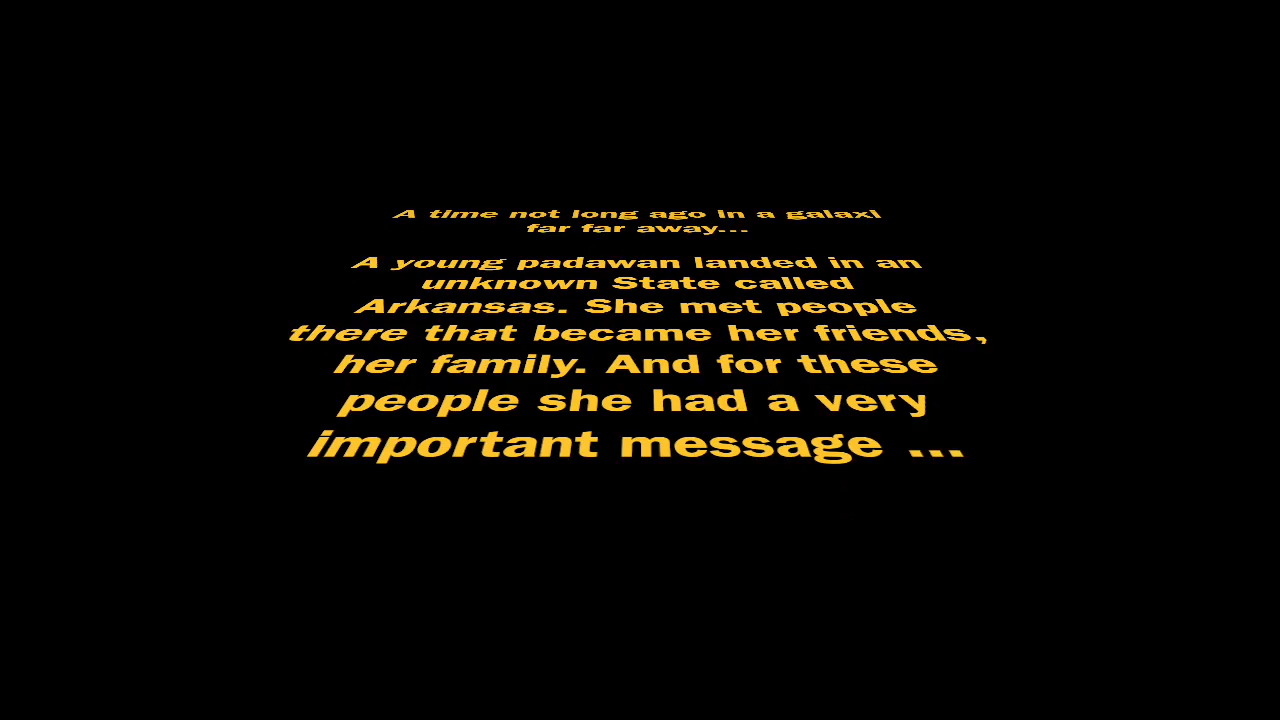 A time not long ago in a galaxi
far far away...
A young padawan landed in an
unknown State called
Arkansas. She met people
there that became her friends,
her family. And for these
people she had a very
important message ...